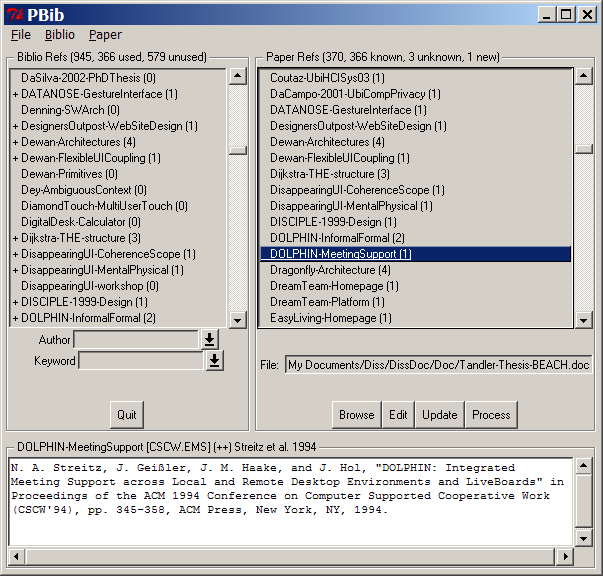 PBib
File Biblio Paper
Biblio Refs (945, 366 used, 579 unused)
DaSilva-2002-PhDThesis (0)
+ DATANOSE-GestureInterface (1)
Denning-SWArch (0)
+ DesignersOutpost-WebSiteDesign (1)
+ Dewan-Architectures (4)
+ Dewan-FlexibleUICoupling (1)
Dewan-Primitives (0)
Dey-AmbiguousContext (0)
DiamondTouch-MultiUserTouch (0)
DigitalDesk-Calculator (0)
+ Dijkstra-THE-structure (3)
+ DisappearingUI-CoherenceScope (1)
+ DisappearingUI-MentalPhysical (1)
DisappearingUI-workshop (0)
+ DISCIPLE-1999-Design (1)
+ DOLPHIN-InformalFormal (2)
Author
Keyword
Quit
Paper Refs (370, 366 known, 3 unknown, 1 new)
Coutaz-UbiHCISys03 (1)
DaCampo-2001-UbiCompPrivacy (1)
DATANOSE-GestureInterface (1)
DesignersOutpost-WebSiteDesign (1)
Dewan-Architectures (4)
Dewan-FlexibleUICoupling (1)
Dijkstra-THE-structure (3)
DisappearingUI-CoherenceScope (1)
DisappearingUI-MentalPhysical (1)
DISCIPLE-1999-Design (1)
DOLPHIN-InformalFormal (2)
DOLPHIN-MeetingSupport (1)
Dragonfly-Architecture (4)
DreamTeam-Homepage (1)
DreamTeam-Platform (1)
EasyLiving-Homepage (1)
File: My Documents/Diss/DissDoc/Doc/Tandler-Thesis-BEACH.doc
Browse Edit Update Process
DOLPHIN-MeetingSupport [CSCW.EMS] (++) Streitz et al. 1994
N. A. Streitz, J. Geißler, J. M. Haake, and J. Hol, "DOLPHIN: Integrated
Meeting Support across Local and Remote Desktop Environments and LiveBoards" in
Proceedings of the ACM 1994 Conference on Computer Supported Cooperative Work
(CSCW'94), pp. 345-358, ACM Press, New York, NY, 1994.